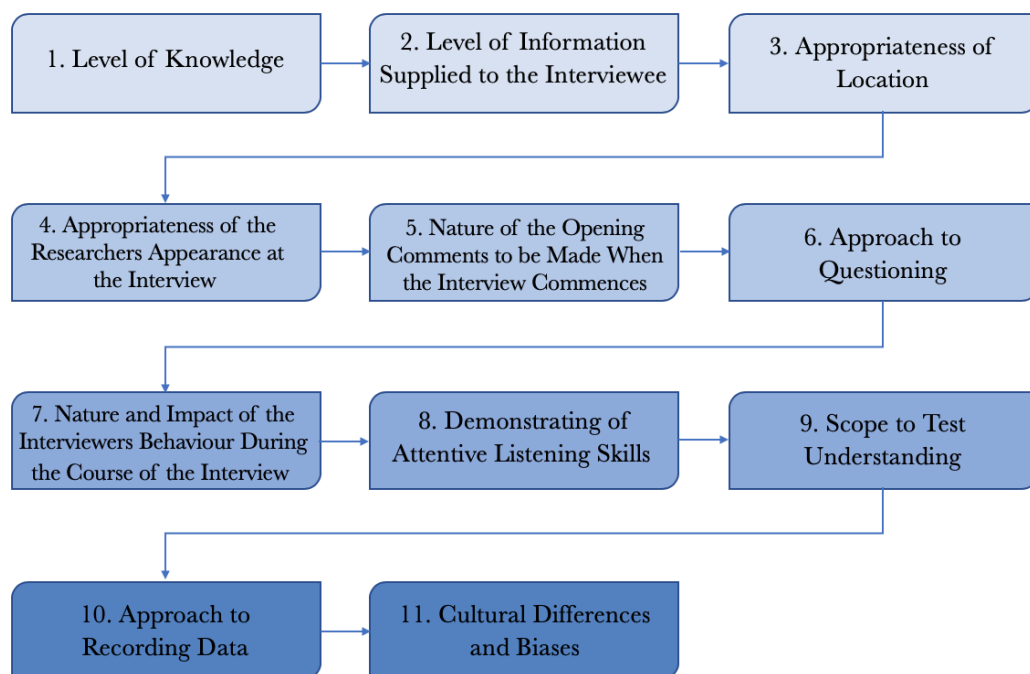 1. Level of Knowledge
2. Level of Information
Supplied to the Interviewee
3. Appropriateness of
Location
4. Appropriateness of the
Researchers Appearance at
the Interview
5. Nature of the Opening
Comments to be Made When
the Interview Commences
6. Approach to
Questioning
7. Nature and Impact of the
Interviewers Behaviour During
the Course of the Interview
8. Demonstrating of
Attentive Listening Skills
9. Scope to Test
Understanding
10. Approach to
Recording Data
11. Cultural Differences
and Biases